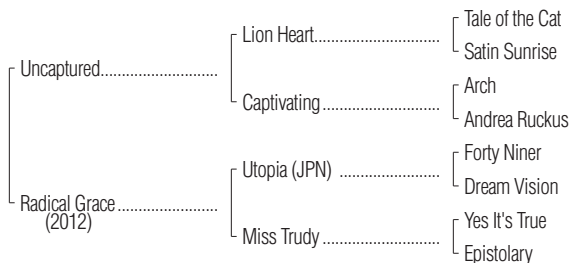 Tale of the Cat
Lion Heart
Satin Sunrise
Uncaptured
Arch
Captivating
Andrea Ruckus
Forty Niner
Utopia (JPN)
Dream Vision
Radical Grace
(2012)
Yes It's True
Miss Trudy
Epistolary